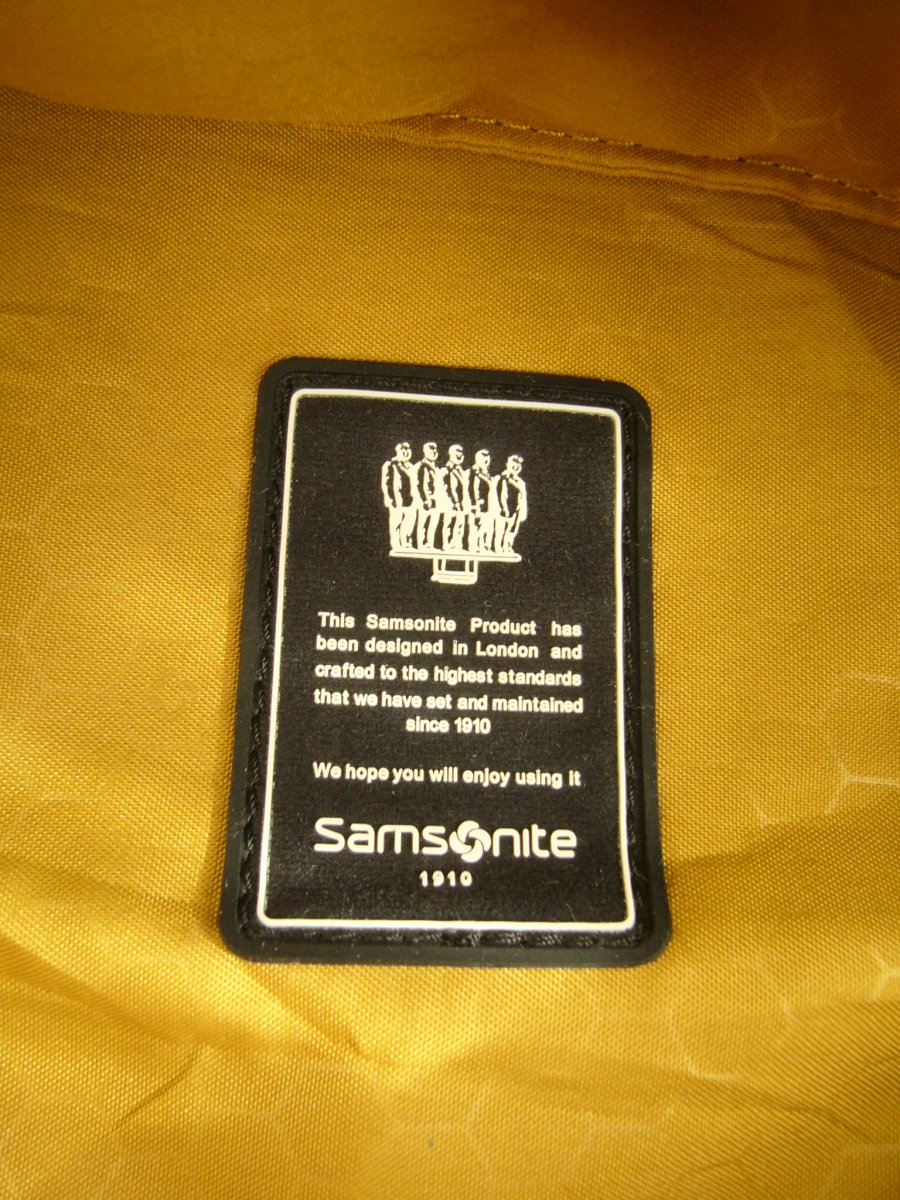 This Samsonite Product has
been designed in London and
crafted to the highest standards
that we have set and maintained
since 1910
We hope you will enjoy using it
Samsonite
1910